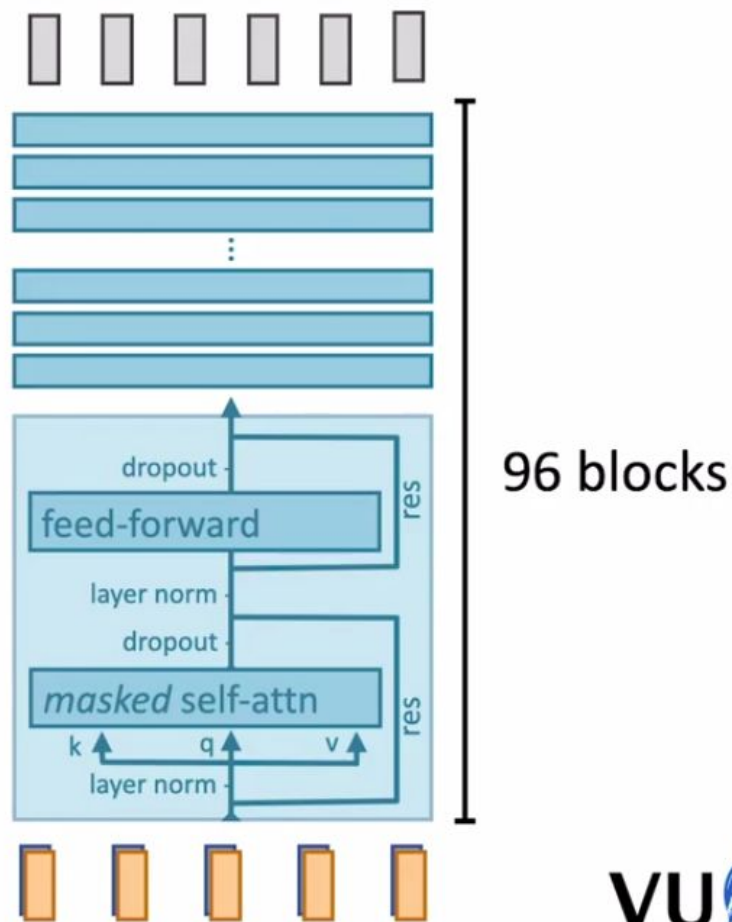 96 blocks
dropout
feed-forward
res
layer norm
dropout
masked self-attn
k q v
res
layer norm
VU